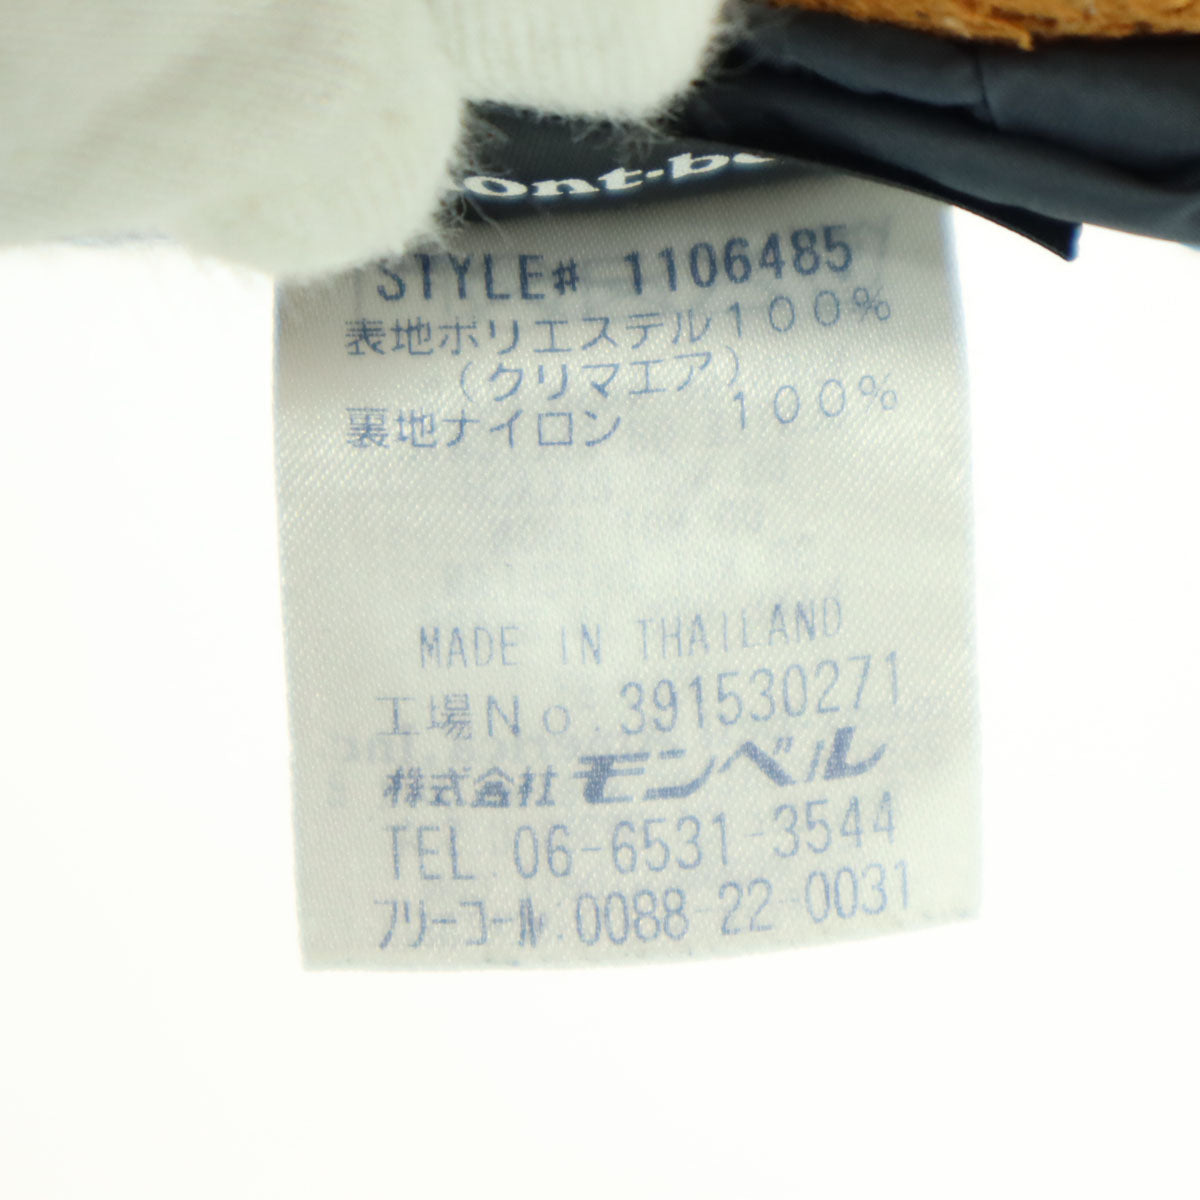 STYLE# 1106485
表地ポリエステル100%
(クリマエア)
裏地ナイロン 100%
MADE IN THAILAND
工場No.391530271
株式会社モンベル
TEL.06-6531-3544
フリーコール.0088-22-0031